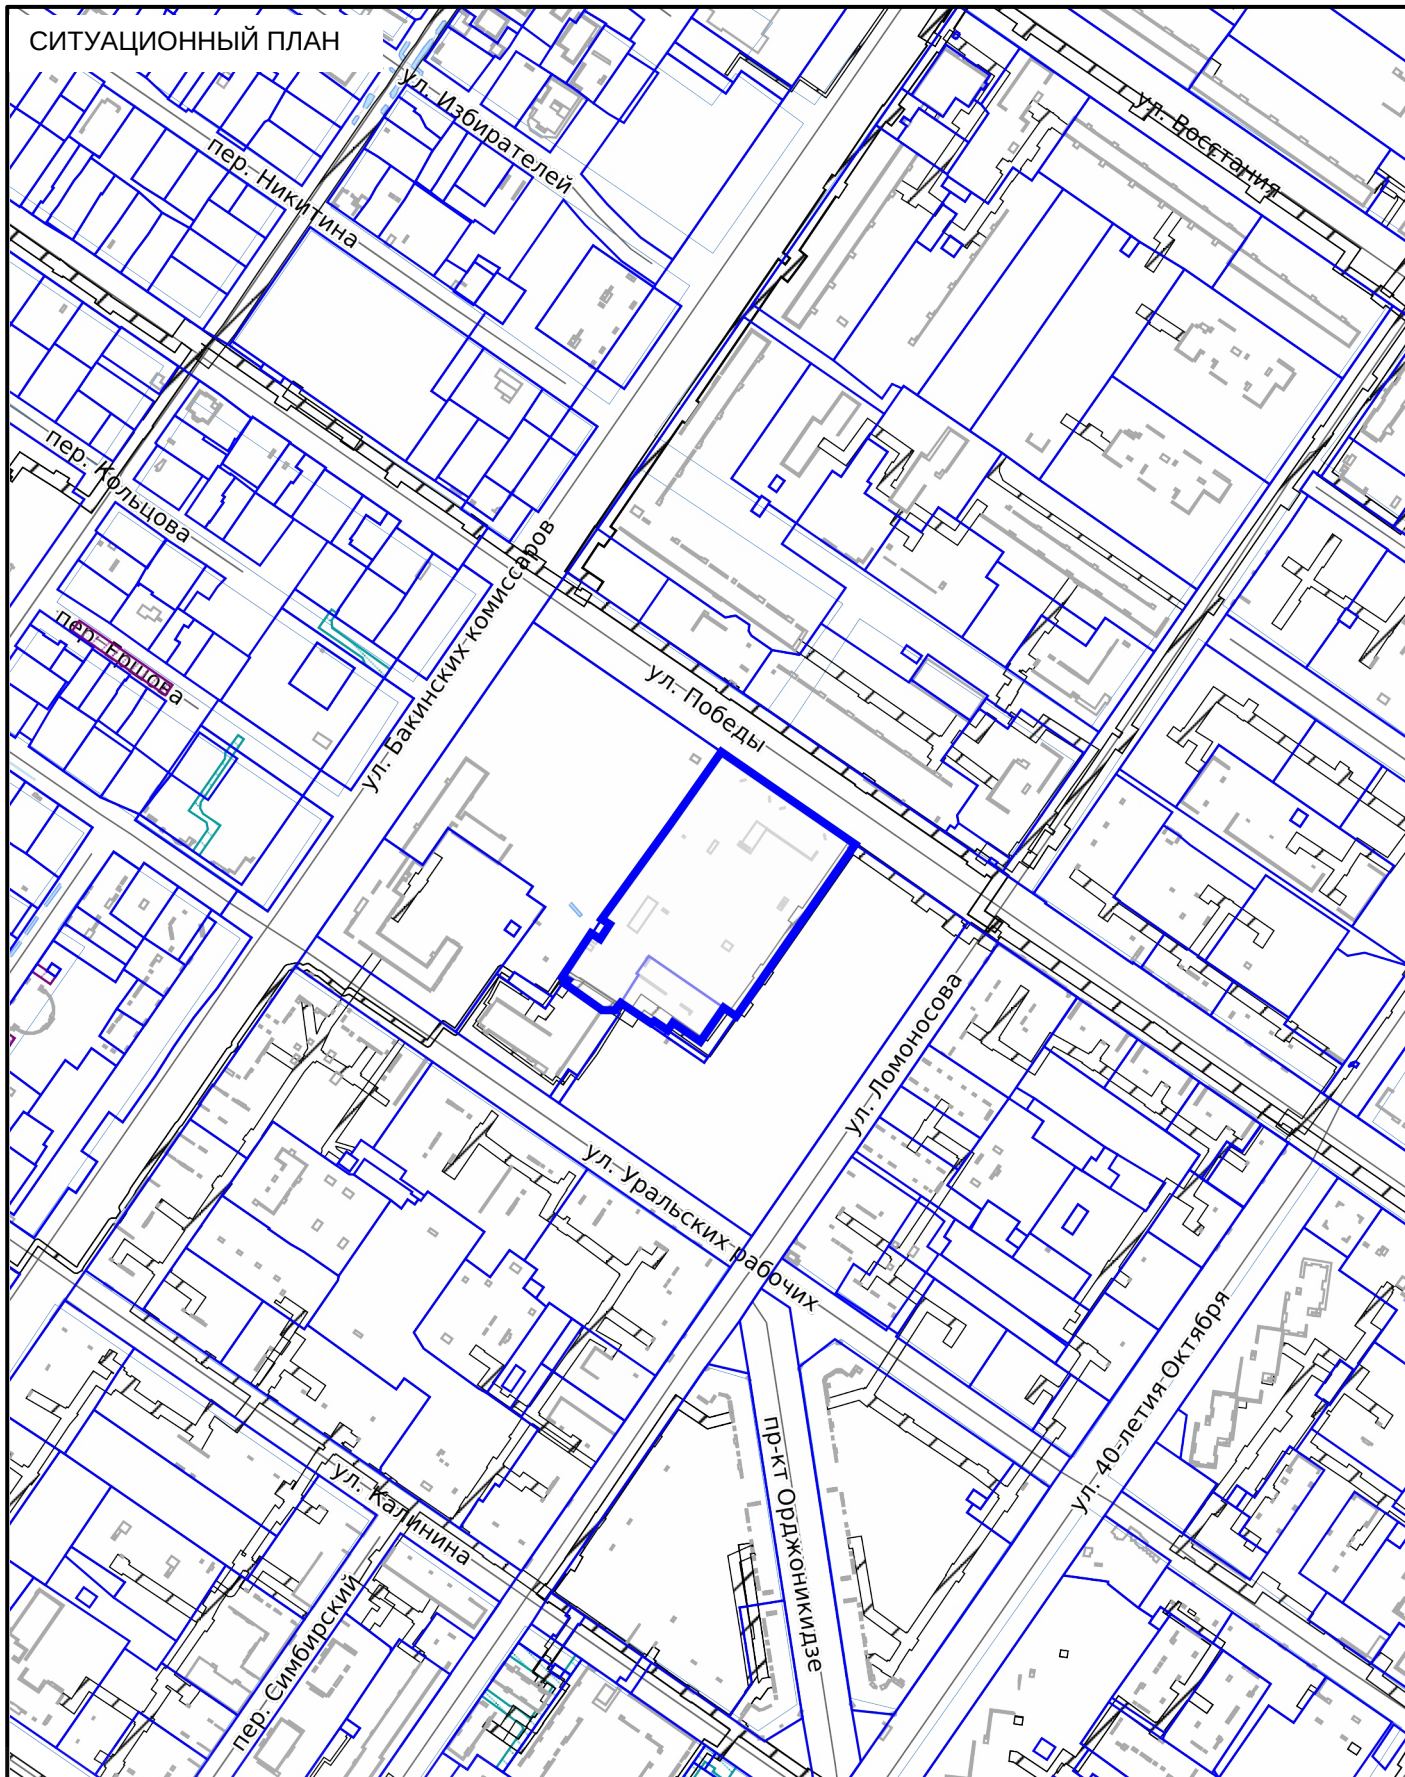 СИТУАЦИОННЫЙ ПЛАН
ул. Избирателей
ул. Восстания
пер. Никитина
пер. Кольцова
ул. Бакинских комиссаров
пер. Ершова
ул. Победы
ул. Ломоносова
ул. Уральских рабочих
ул. 40-летия Октября
пр-кт Орджоникидзе
ул. Калинина
пер. Симбирский